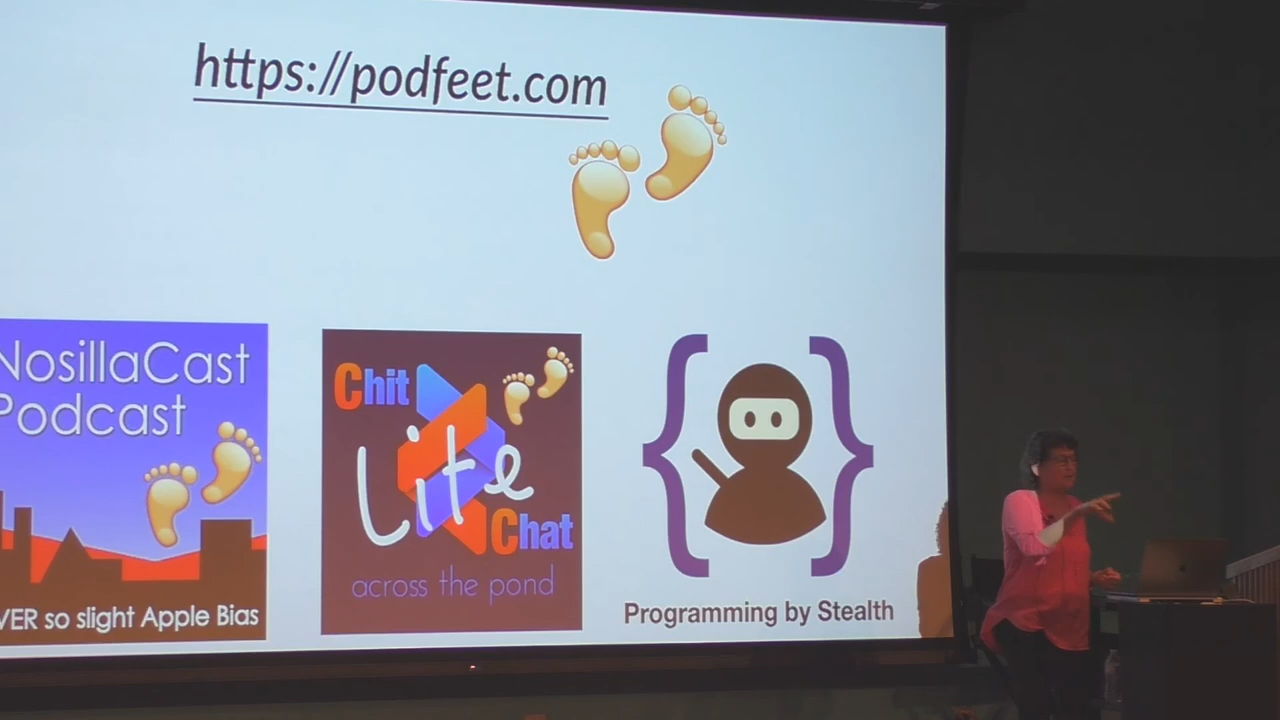 https://podfeet.com
NosillaCast
Podcast
VER so slight Apple Bias
Chit
Lite
Chat
across the pond
Programming by Stealth